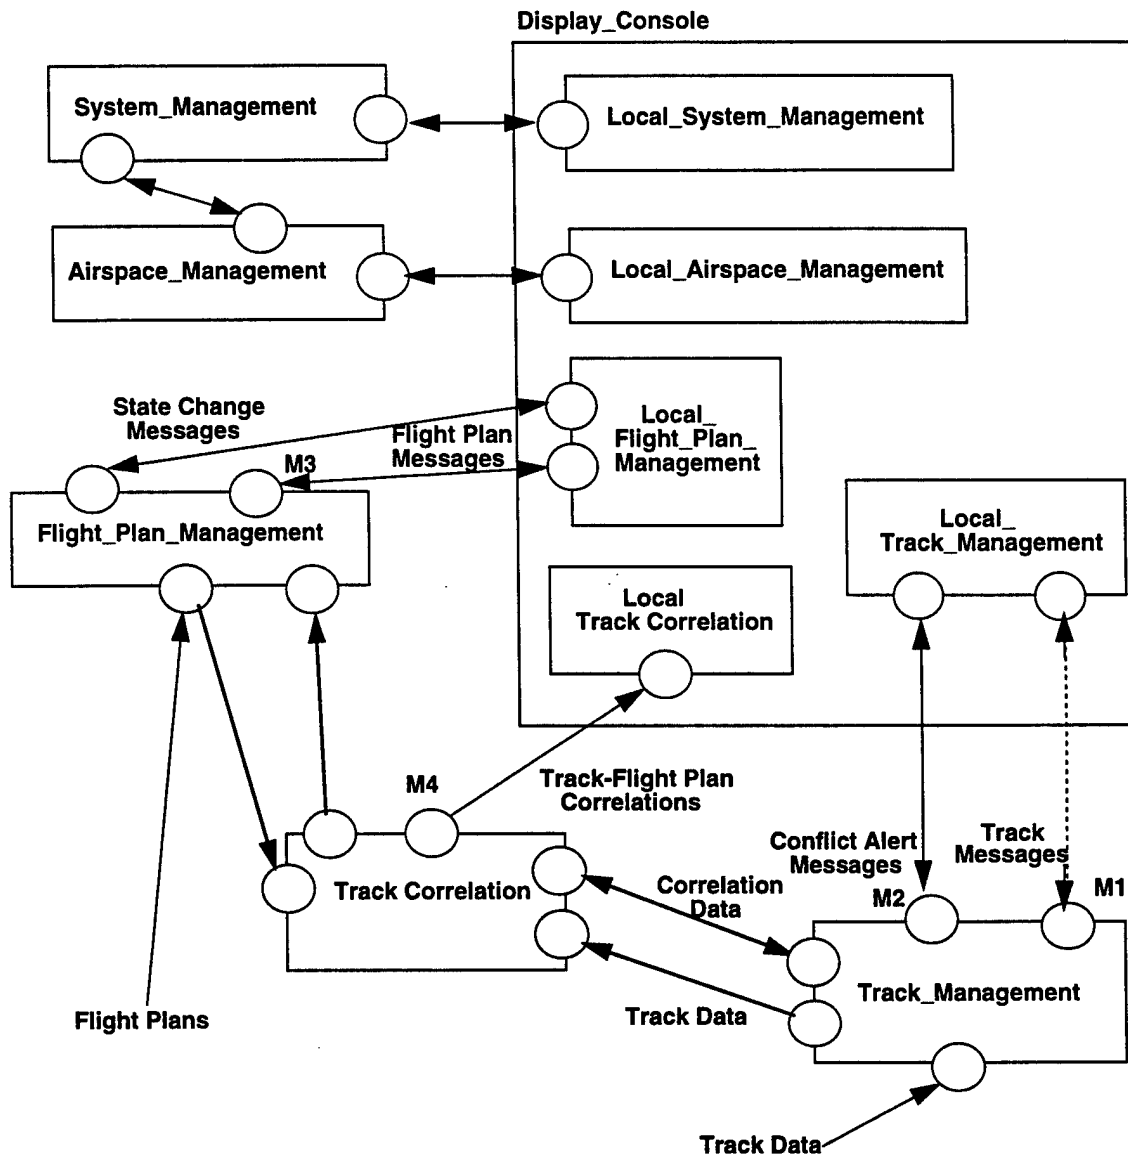 Display_Console
System_Management
Local_System_Management
Airspace_Management
Local_Airspace_Management
State Change
Messages
Flight Plan
Messages
M3
Local_
Flight_Plan_
Management
Flight_Plan_Management
Local_
Track_Management
Local
Track Correlation
M4
Track-Flight Plan
Correlations
Conflict Alert
Messages
Track
Messages
Track Correlation
Correlation
Data
M2
M1
Track_Management
Flight Plans
Track Data
Track Data